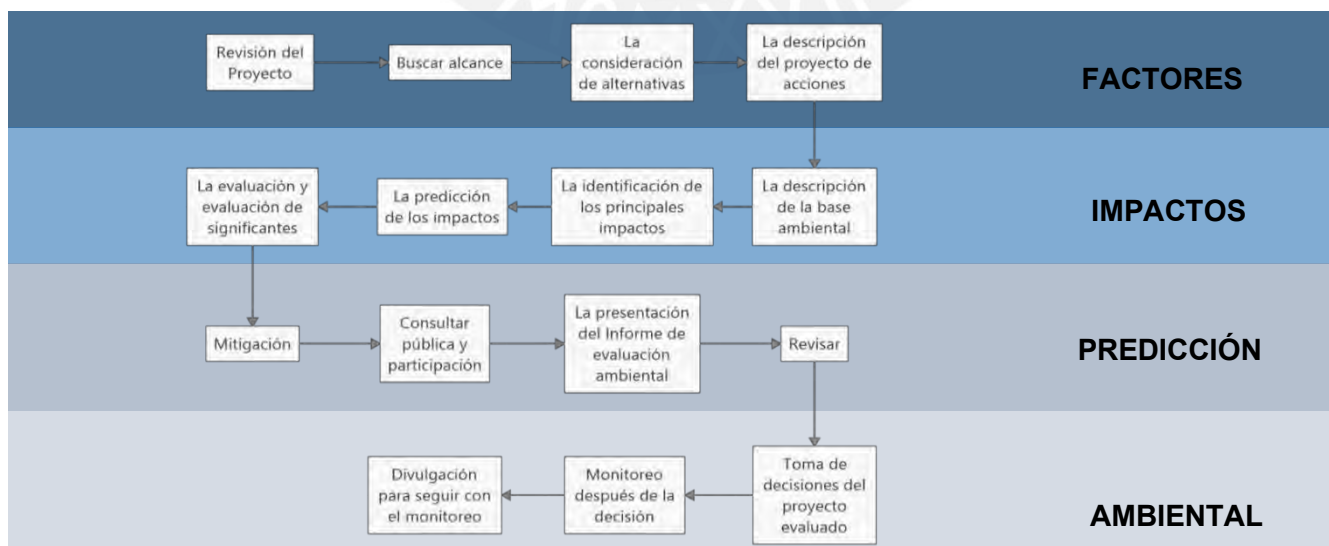 Revisión del
Proyecto
Buscar alcance
La
consideración
de alternativas
La descripción
del proyecto de
acciones
FACTORES
La evaluación y
evaluación de
significantes
La predicción
de los impactos
La identificación de
los principales
impactos
La descripción
de la base
ambiental
IMPACTOS
Mitigación
Consultar
pública y
participación
La presentación
del Informe de
evaluación
ambiental
Revisar
PREDICCIÓN
Divulgación
para seguir con
el monitoreo
Monitoreo
después de la
decisión
Toma de
decisiones del
proyecto
evaluado
AMBIENTAL